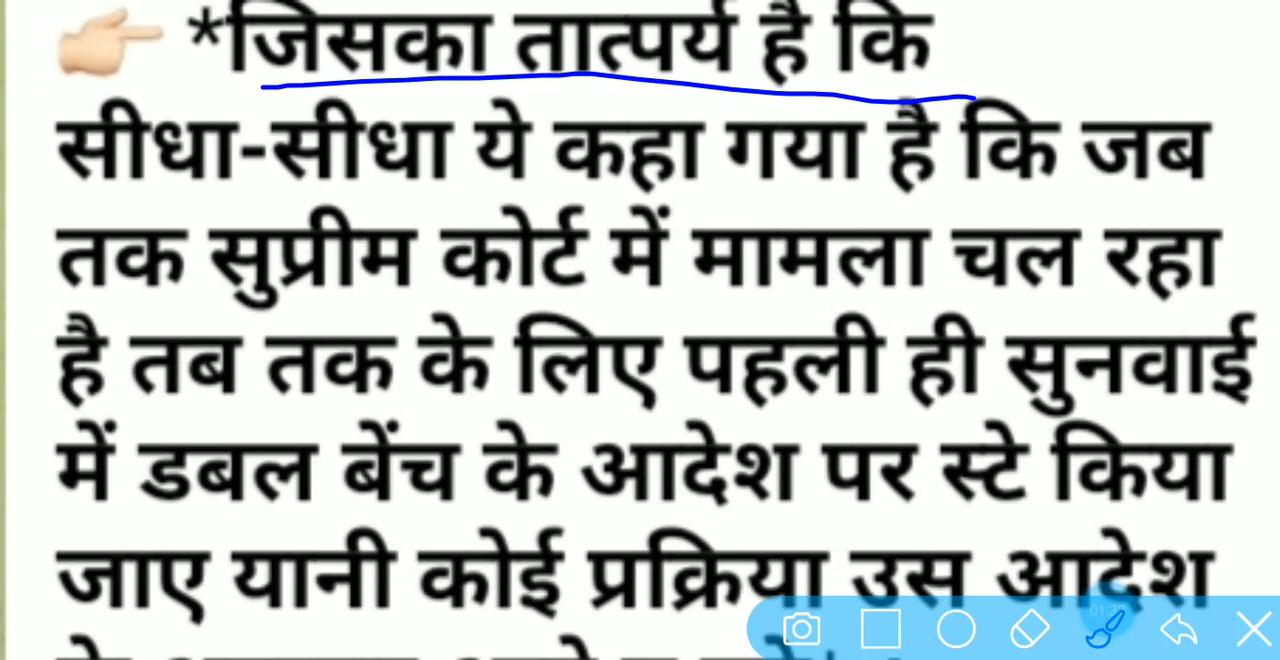 👉🏻 *जिसका तात्पर्य है कि
सीधा-सीधा ये कहा गया है कि जब
तक सुप्रीम कोर्ट में मामला चल रहा
है तब तक के लिए पहली ही सुनवाई
में डबल बेंच के आदेश पर स्टे किया
जाए यानी कोई प्रक्रिया उस आदेश